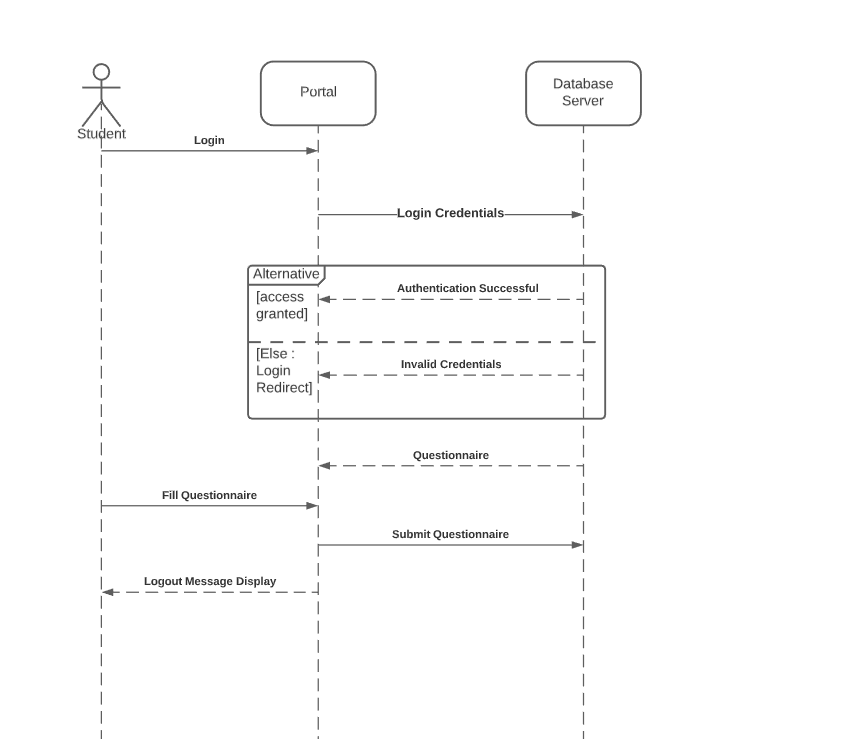 Portal
Database
Server
Student
Login
Login Credentials
Alternative
[access
granted]
Authentication Successful
[Else :
Login
Redirect]
Invalid Credentials
Questionnaire
Fill Questionnaire
Submit Questionnaire
Logout Message Display